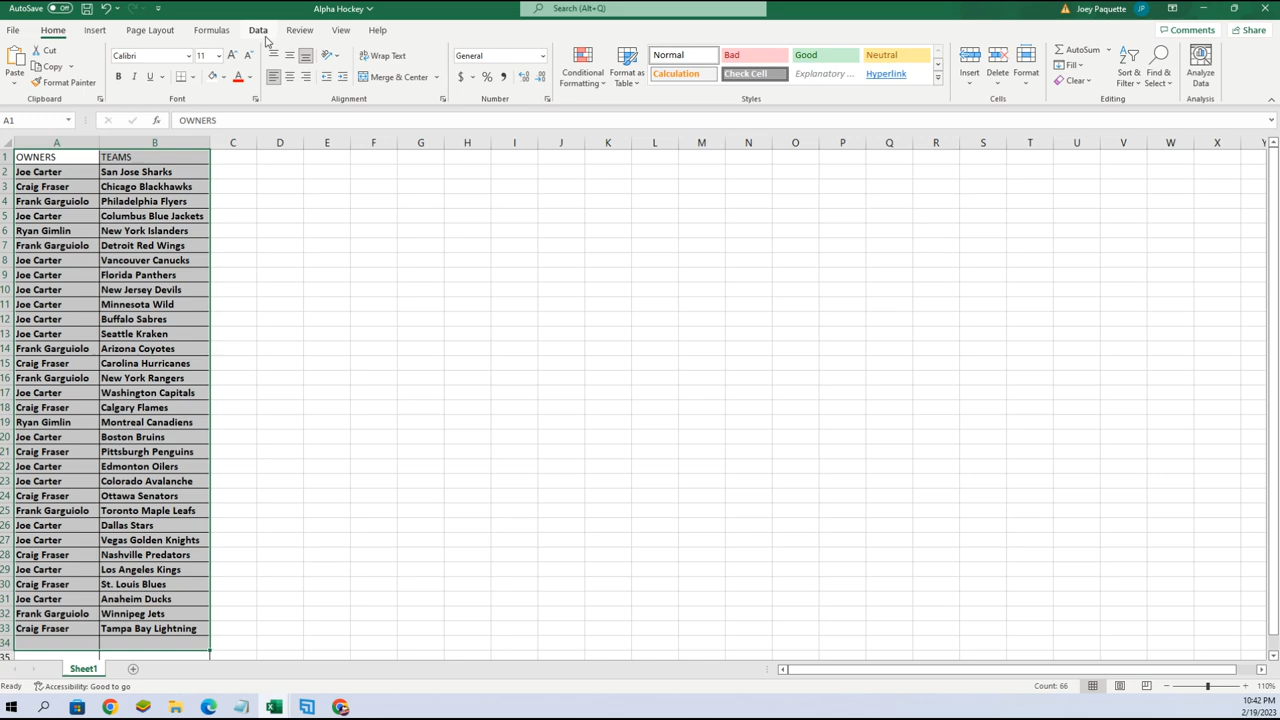 AutoSave Off Alpha Hockey Search (Alt+Q) Joey Paquette JP
File Home Insert Page Layout Formulas Data Review View Help Comments Share
Paste Cut Copy Format Painter Clipboard
Calibri 11 A A B I U A Font
ab Wrap Text Merge & Center Alignment
General $ % , Number
Conditional Formatting Format as Table Normal Bad Good Neutral Calculation Check Cell Explanatory ... Hyperlink Styles
Insert Delete Format Cells
AutoSum Fill Clear Sort & Filter Find & Select Editing
Analyze Data Analysis
A1 fx OWNERS
A B C D E F G H I J K L M N O P Q R S T U V W X Y
1 OWNERS TEAMS
2 Joe Carter San Jose Sharks
3 Craig Fraser Chicago Blackhawks
4 Frank Garguiolo Philadelphia Flyers
5 Joe Carter Columbus Blue Jackets
6 Ryan Gimlin New York Islanders
7 Frank Garguiolo Detroit Red Wings
8 Joe Carter Vancouver Canucks
9 Joe Carter Florida Panthers
10 Joe Carter New Jersey Devils
11 Joe Carter Minnesota Wild
12 Joe Carter Buffalo Sabres
13 Joe Carter Seattle Kraken
14 Frank Garguiolo Arizona Coyotes
15 Craig Fraser Carolina Hurricanes
16 Frank Garguiolo New York Rangers
17 Joe Carter Washington Capitals
18 Craig Fraser Calgary Flames
19 Ryan Gimlin Montreal Canadiens
20 Joe Carter Boston Bruins
21 Craig Fraser Pittsburgh Penguins
22 Joe Carter Edmonton Oilers
23 Joe Carter Colorado Avalanche
24 Craig Fraser Ottawa Senators
25 Frank Garguiolo Toronto Maple Leafs
26 Joe Carter Dallas Stars
27 Joe Carter Vegas Golden Knights
28 Craig Fraser Nashville Predators
29 Joe Carter Los Angeles Kings
30 Craig Fraser St. Louis Blues
31 Joe Carter Anaheim Ducks
32 Frank Garguiolo Winnipeg Jets
33 Craig Fraser Tampa Bay Lightning
34
35
Sheet1
Ready Accessibility: Good to go Count: 66 110%
10:42 PM
2/19/2023